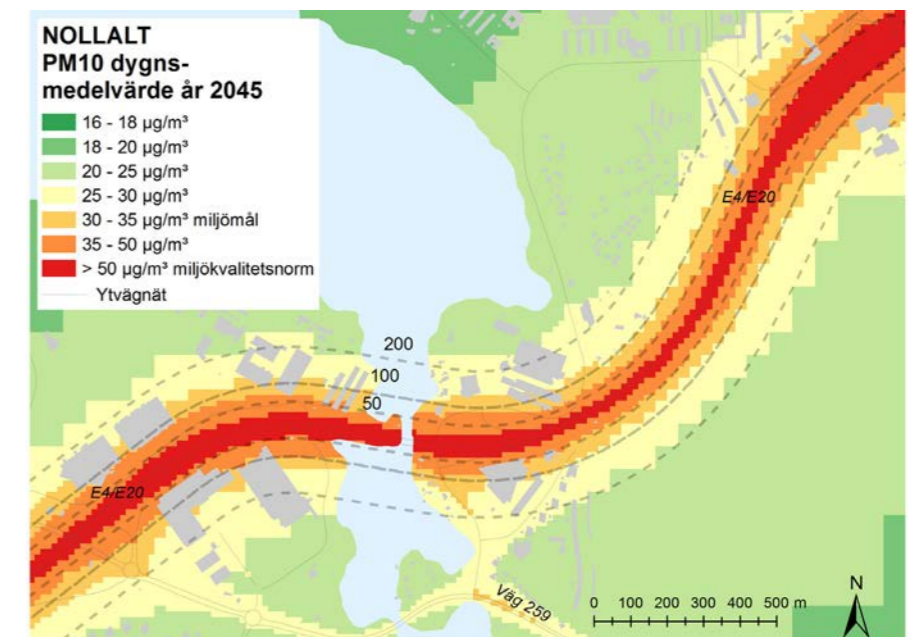 NOLLALT
PM10 dygns-
medelvärde år 2045
16 - 18 µg/m³
18 - 20 µg/m³
20 - 25 µg/m³
25 - 30 µg/m³
30 - 35 µg/m³ miljömål
35 - 50 µg/m³
> 50 µg/m³ miljökvalitetsnorm
Ytvägnät
E4/E20
200
100
50
E4/E20
Väg 259
0 100 200 300 400 500 m
N